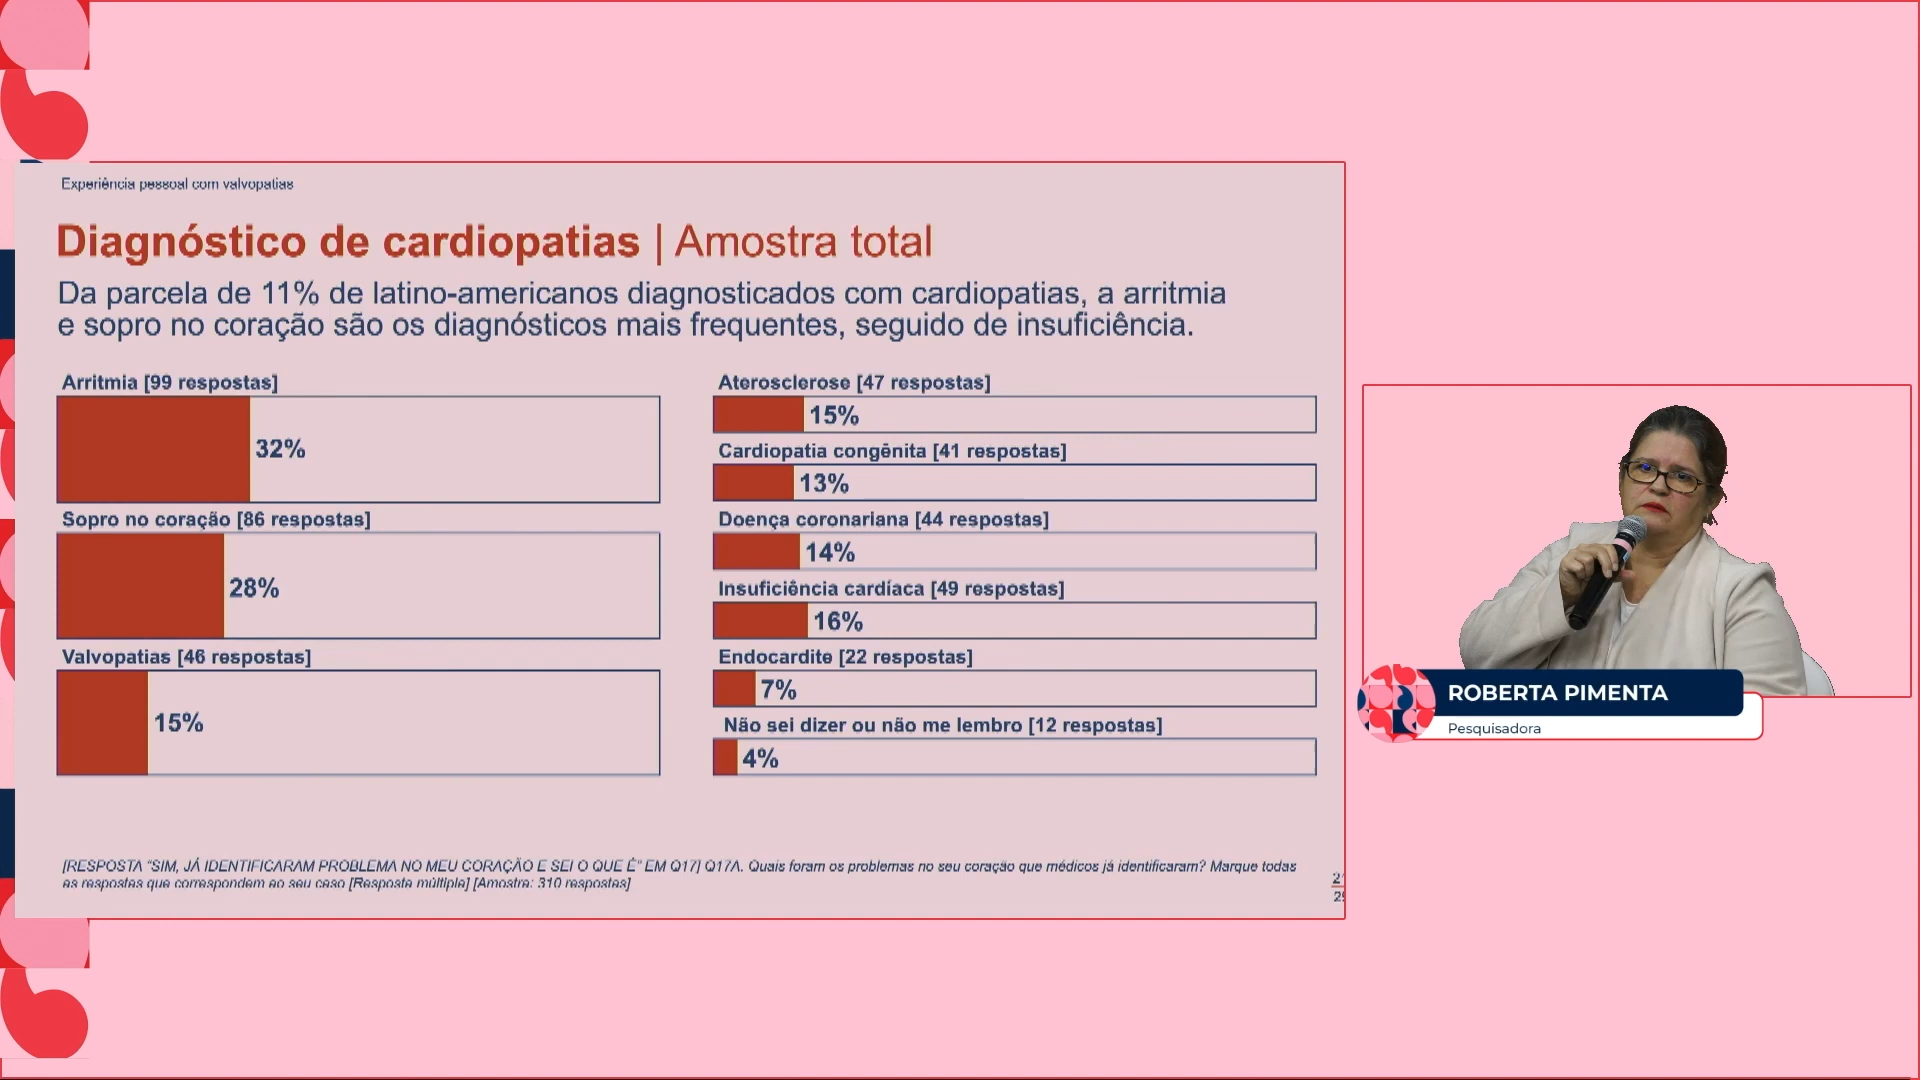 Experiência pessoal com valvopatias
Diagnóstico de cardiopatias | Amostra total
Da parcela de 11% de latino-americanos diagnosticados com cardiopatias, a arritmia
e sopro no coração são os diagnósticos mais frequentes, seguido de insuficiência.
Arritmia [99 respostas]
32%
Sopro no coração [86 respostas]
28%
Valvopatias [46 respostas]
15%
Aterosclerose [47 respostas]
15%
Cardiopatia congênita [41 respostas]
13%
Doença coronariana [44 respostas]
14%
Insuficiência cardíaca [49 respostas]
16%
Endocardite [22 respostas]
7%
Não sei dizer ou não me lembro [12 respostas]
4%
[RESPOSTA “SIM, JÁ IDENTIFICARAM PROBLEMA NO MEU CORAÇÃO E SEI O QUE É” EM Q17] Q17A. Quais foram os problemas no seu coração que médicos já identificaram? Marque todas
as respostas que correspondem ao seu caso [Resposta múltipla] [Amostra: 310 respostas]
ROBERTA PIMENTA
Pesquisadora